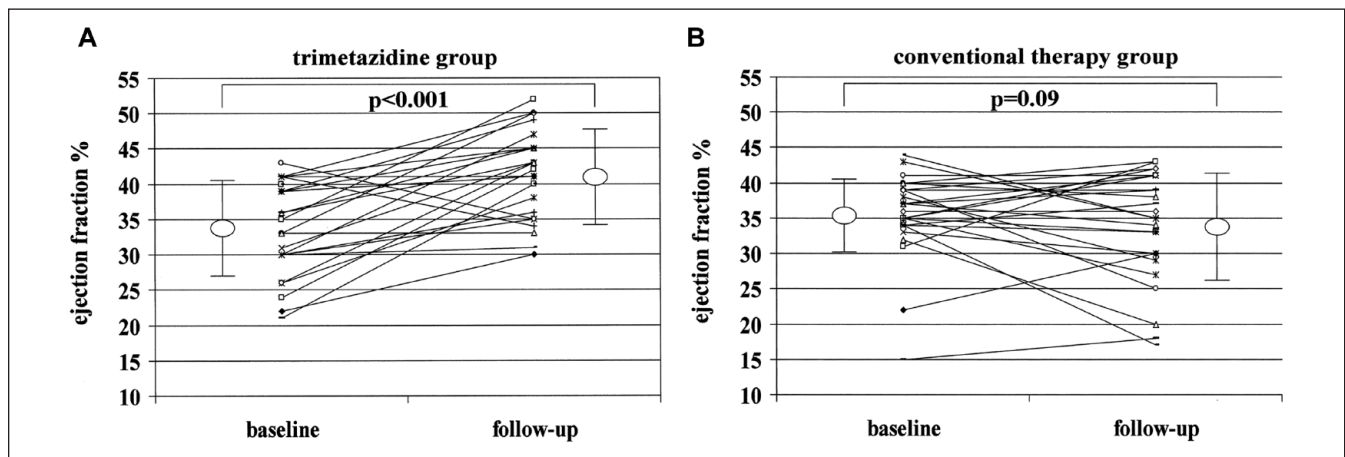 A
trimetazidine group
p<0.001
ejection fraction %
55
50
45
40
35
30
25
20
15
10
baseline follow-up
B
conventional therapy group
p=0.09
ejection fraction %
55
50
45
40
35
30
25
20
15
10
baseline follow-up